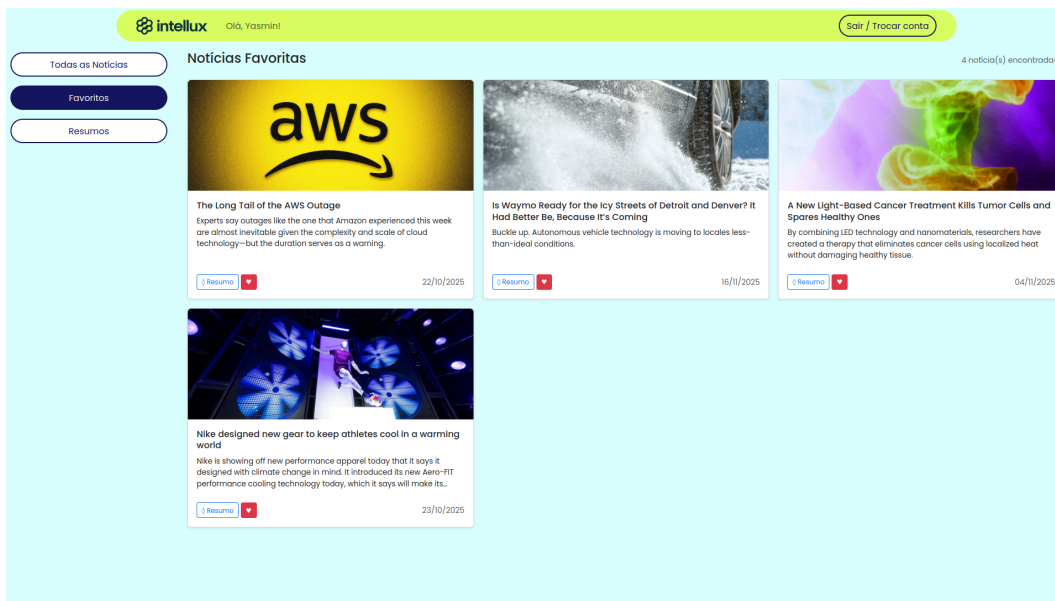 intellux
Olá, Yasmin!
Sair / Trocar conta
Todas as Notícias
Favoritos
Resumos
Notícias Favoritas
4 notícia(s) encontradas
aws
The Long Tail of the AWS Outage
Experts say outages like the one that Amazon experienced this week
are almost inevitable given the complexity and scale of cloud
technology—but the duration serves as a warning.
Resumo
22/10/2025
Is Waymo Ready for the Icy Streets of Detroit and Denver? It
Had Better Be, Because It’s Coming
Buckle up. Autonomous vehicle technology is moving to locales less-
than-ideal conditions.
Resumo
16/11/2025
A New Light-Based Cancer Treatment Kills Tumor Cells and
Spares Healthy Ones
By combining LED technology and nanomaterials, researchers have
created a therapy that eliminates cancer cells using localized heat
without damaging healthy tissue.
Resumo
04/11/2025
Nike designed new gear to keep athletes cool in a warming
world
Nike is showing off new performance apparel today that it says it
designed with climate change in mind. It introduced its new Aero-FIT
performance cooling technology today, which it says will make its…
Resumo
23/10/2025